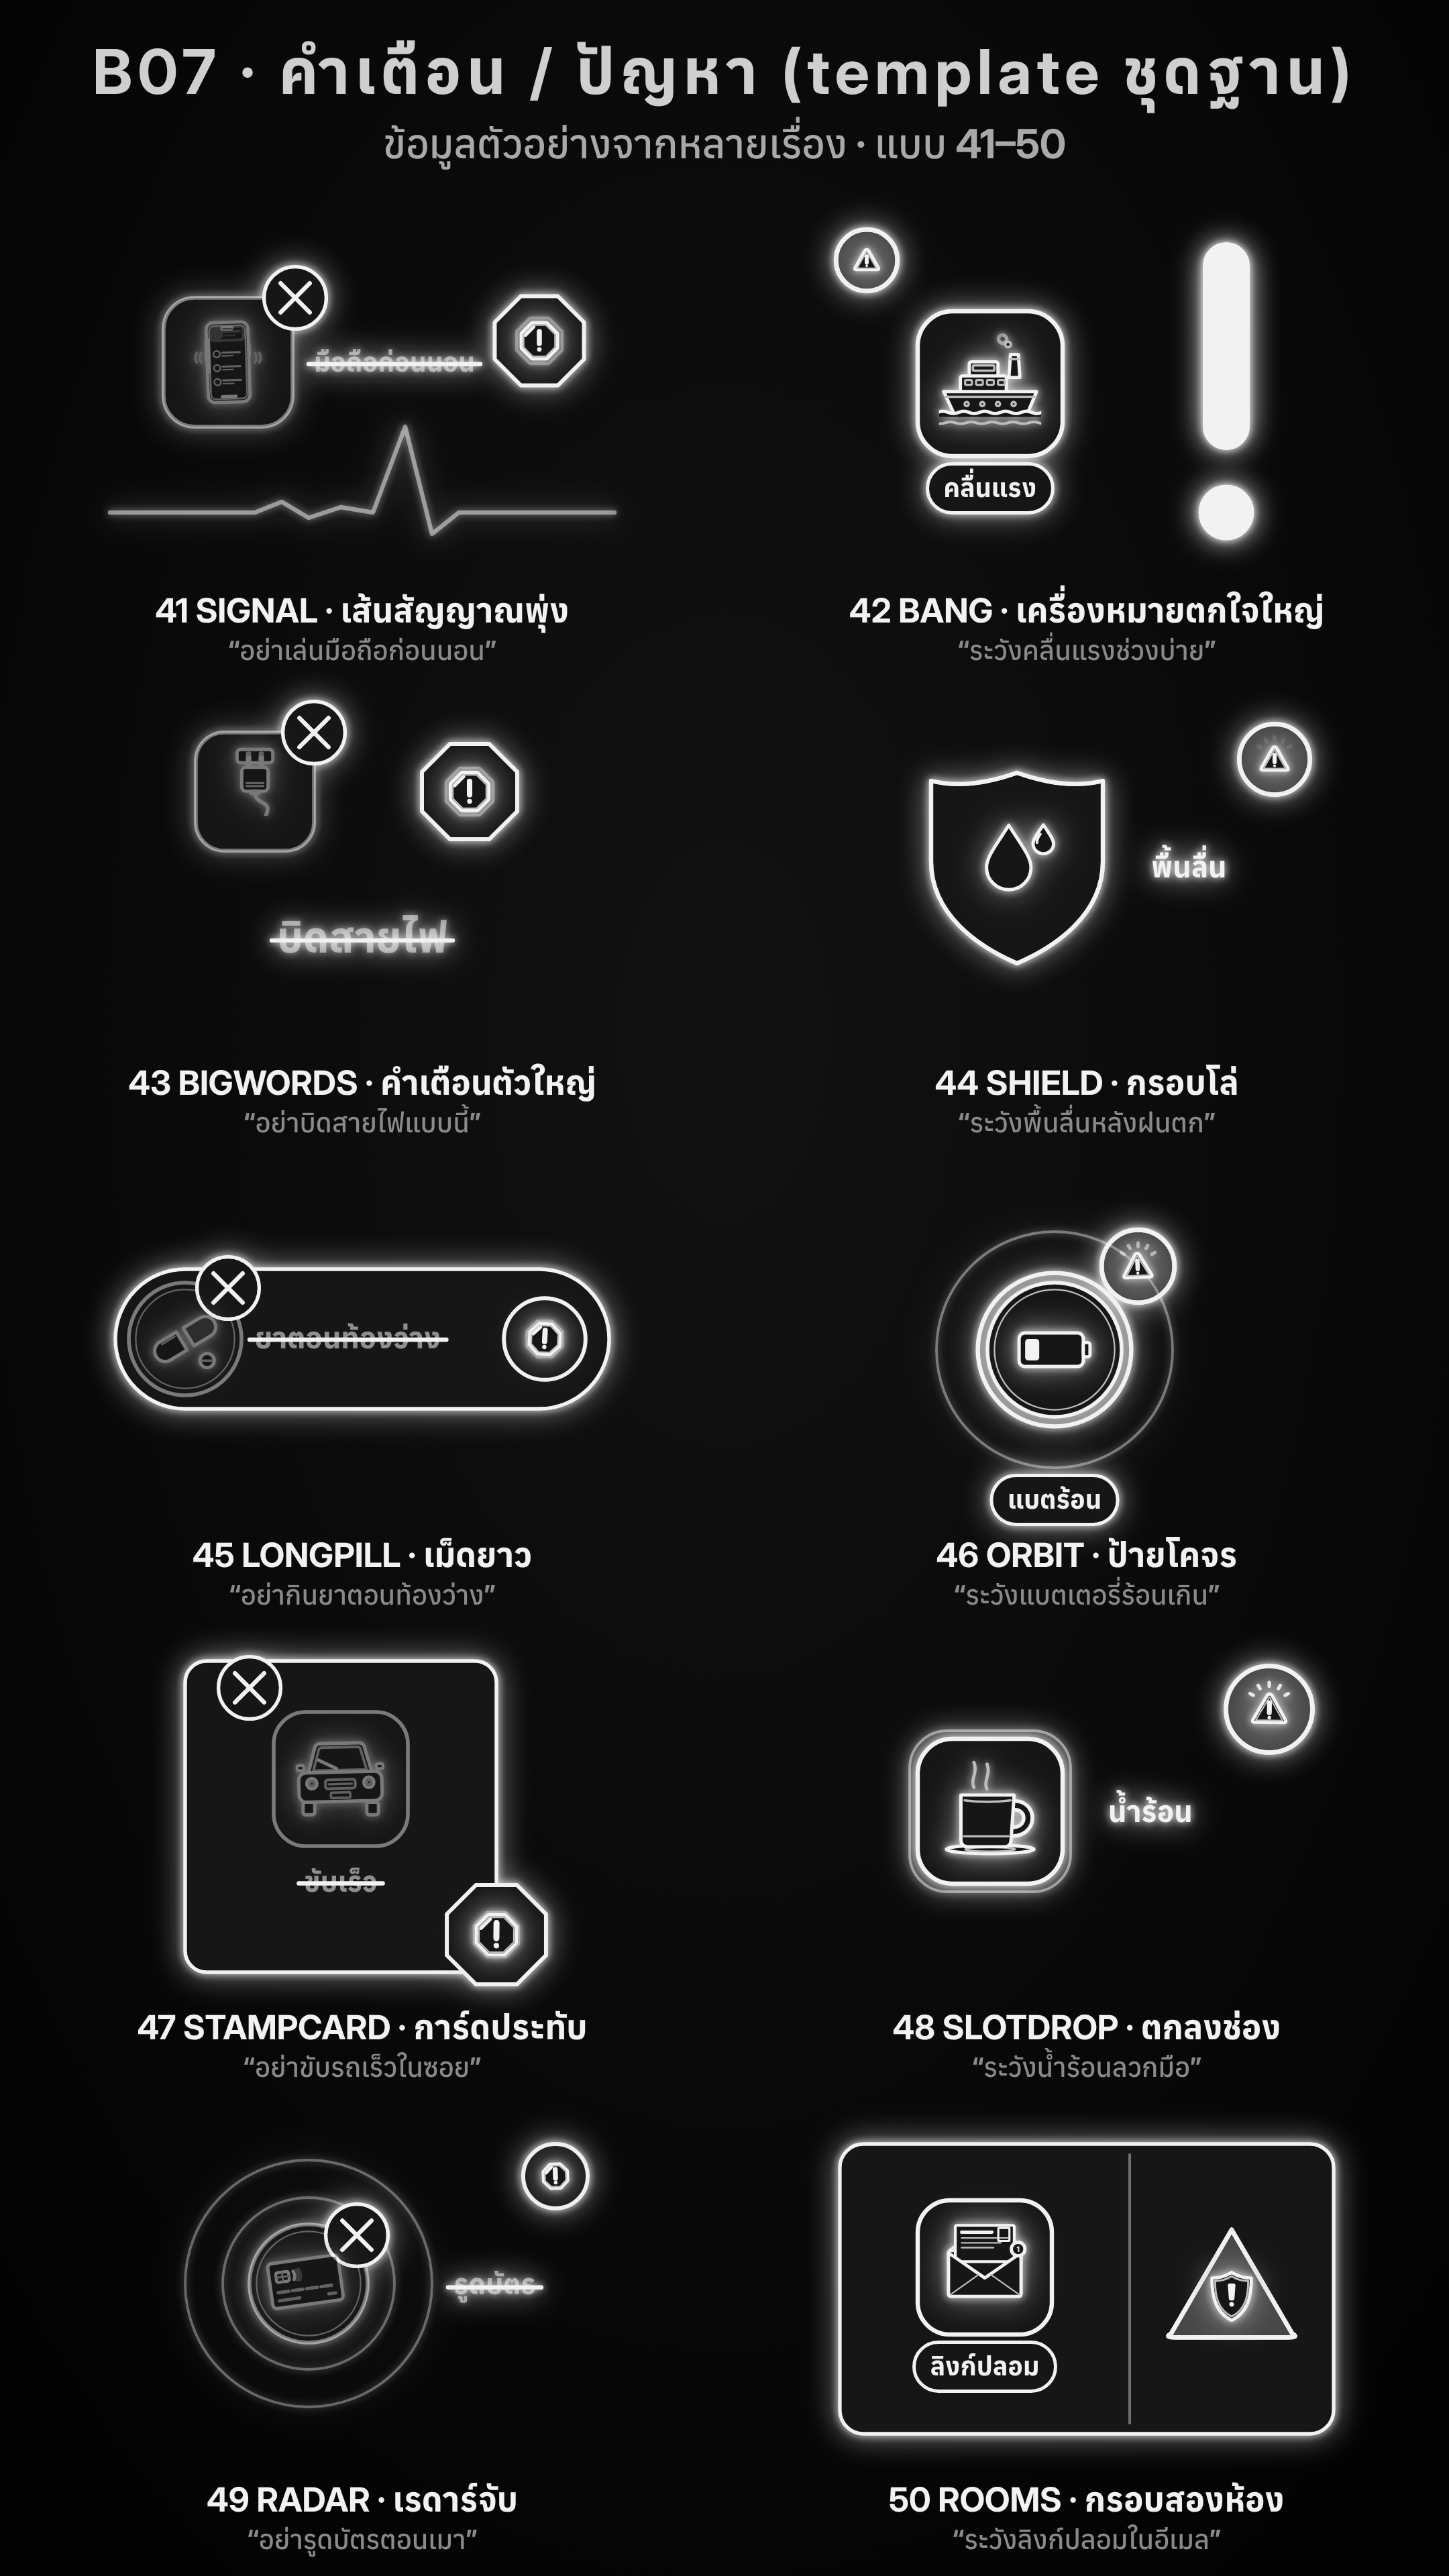 B07 · คำเตือน / ปัญหา (template ชุดฐาน)
ข้อมูลตัวอย่างจากหลายเรื่อง · แบบ 41–50
มือถือก่อนนอน
คลื่นแรง
41 SIGNAL · เส้นสัญญาณพุ่ง
“อย่าเล่นมือถือก่อนนอน”
42 BANG · เครื่องหมายตกใจใหญ่
“ระวังคลื่นแรงช่วงบ่าย”
บิดสายไฟ
พื้นลื่น
43 BIGWORDS · คำเตือนตัวใหญ่
“อย่าบิดสายไฟแบบนี้”
44 SHIELD · กรอบโล่
“ระวังพื้นลื่นหลังฝนตก”
ยาตอนท้องว่าง
แบตร้อน
45 LONGPILL · เม็ดยาว
“อย่ากินยาตอนท้องว่าง”
46 ORBIT · ป้ายโคจร
“ระวังแบตเตอรี่ร้อนเกิน”
ขับเร็ว
น้ำร้อน
47 STAMPCARD · การ์ดประทับ
“อย่าขับรถเร็วในซอย”
48 SLOTDROP · ตกลงช่อง
“ระวังน้ำร้อนลวกมือ”
รูดบัตร
ลิงก์ปลอม
49 RADAR · เรดาร์จับ
“อย่ารูดบัตรตอนเมา”
50 ROOMS · กรอบสองห้อง
“ระวังลิงก์ปลอมในอีเมล”